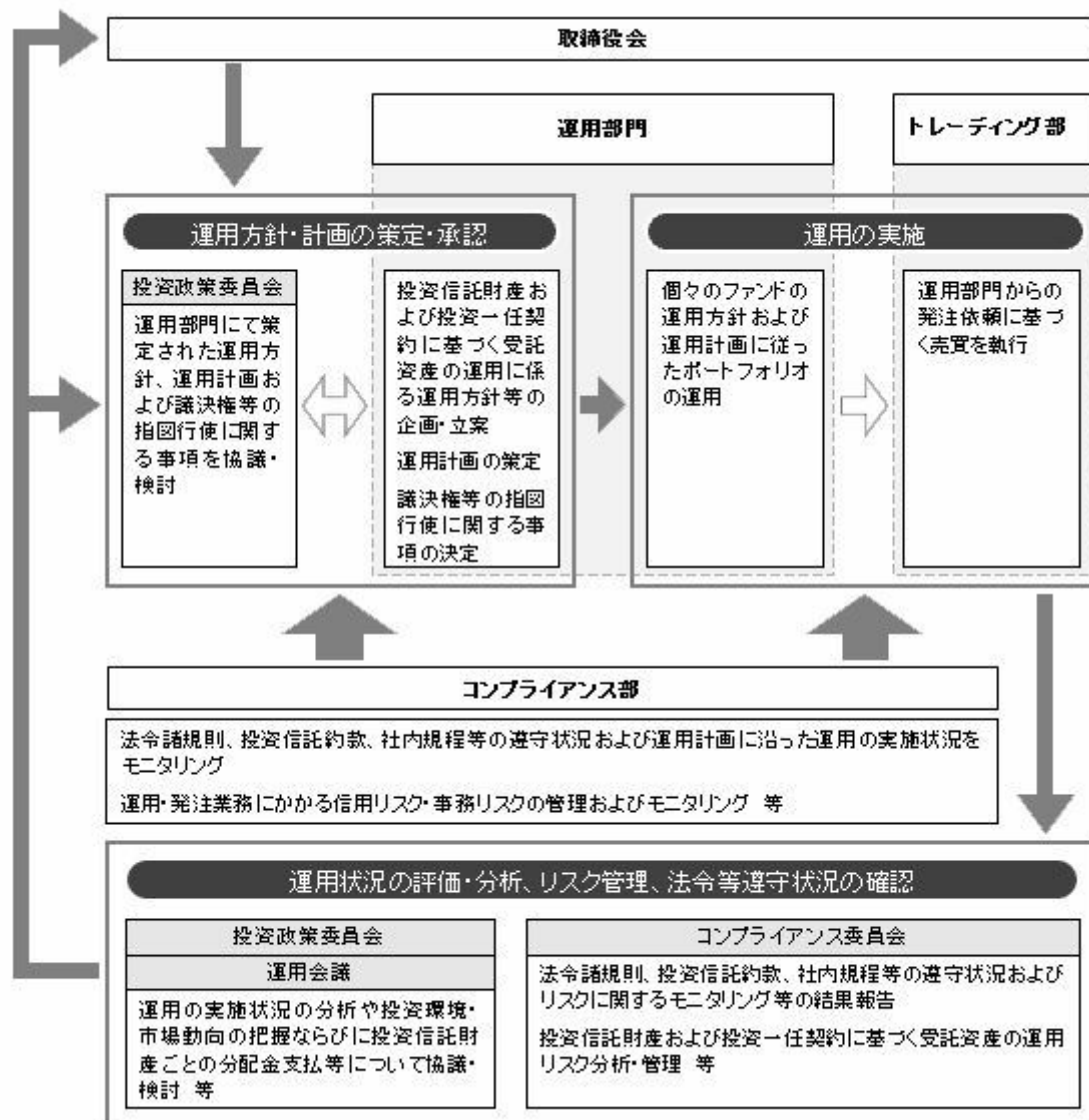 取締役会
運用部門
トレーディング部
運用方針・計画の策定・承認
投資政策委員会
運用部門にて策
定された運用方
針、運用計画お
よび議決権等の
指図行使に関す
る事項を協議・
検討
投資信託財産お
よび投資一任契
約に基づく受託
資産の運用に係
る運用方針等の
企画・立案
運用計画の策定
議決権等の指図
行使に関する事
項の決定
運用の実施
個々のファンドの
運用方針および
運用計画に従っ
たポートフォリオ
の運用
運用部門からの
発注依頼に基づ
く売買を執行
コンプライアンス部
法令諸規則、投資信託約款、社内規程等の遵守状況および運用計画に沿った運用の実施状況を
モニタリング
運用・発注業務にかかる信用リスク・事務リスクの管理およびモニタリング 等
運用状況の評価・分析、リスク管理、法令等遵守状況の確認
投資政策委員会
運用会議
運用の実施状況の分析や投資環境・
市場動向の把握ならびに投資信託財
産ごとの分配金支払等について協議・
検討 等
コンプライアンス委員会
法令諸規則、投資信託約款、社内規程等の遵守状況および
リスクに関するモニタリング等の結果報告
投資信託財産および投資一任契約に基づく受託資産の運用
リスク分析・管理 等